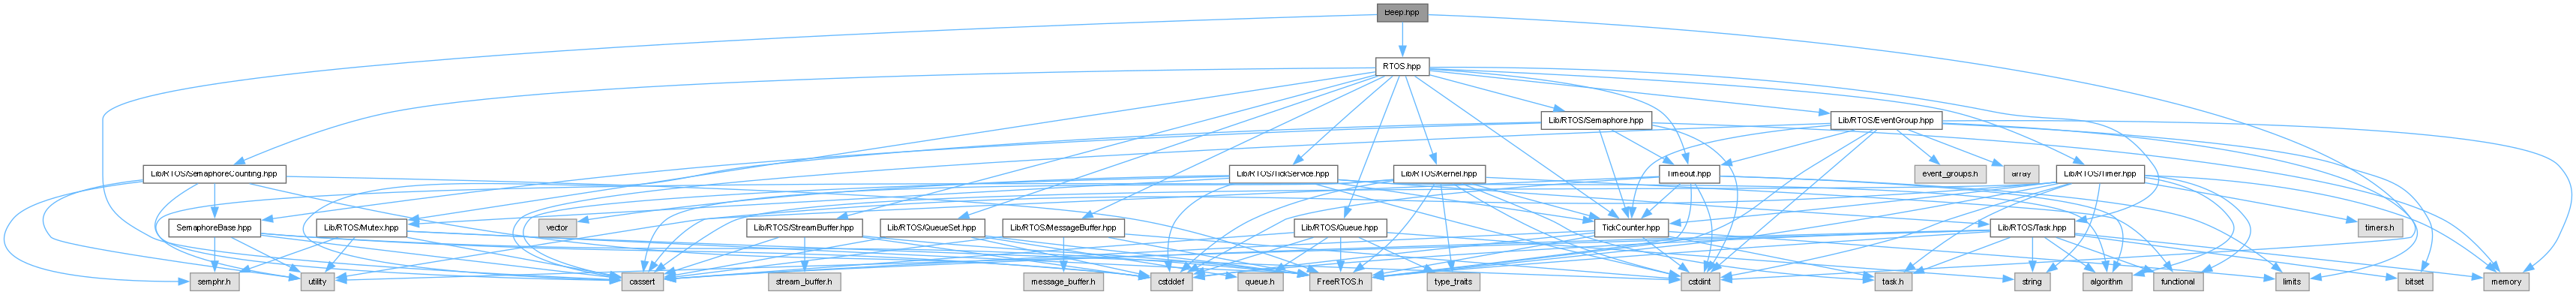 Beep.hpp
RTOS.hpp
Lib/RTOS/Semaphore.hpp
Lib/RTOS/EventGroup.hpp
Lib/RTOS/SemaphoreCounting.hpp
Lib/RTOS/TickService.hpp
Lib/RTOS/Kernel.hpp
Timeout.hpp
event_groups.h
array
Lib/RTOS/Timer.hpp
SemaphoreBase.hpp
Lib/RTOS/Mutex.hpp
vector
Lib/RTOS/StreamBuffer.hpp
Lib/RTOS/QueueSet.hpp
Lib/RTOS/MessageBuffer.hpp
Lib/RTOS/Queue.hpp
TickCounter.hpp
Lib/RTOS/Task.hpp
timers.h
semphr.h
utility
cassert
stream_buffer.h
cstddef
queue.h
FreeRTOS.h
message_buffer.h
type_traits
cstdint
task.h
string
algorithm
functional
limits
bitset
memory